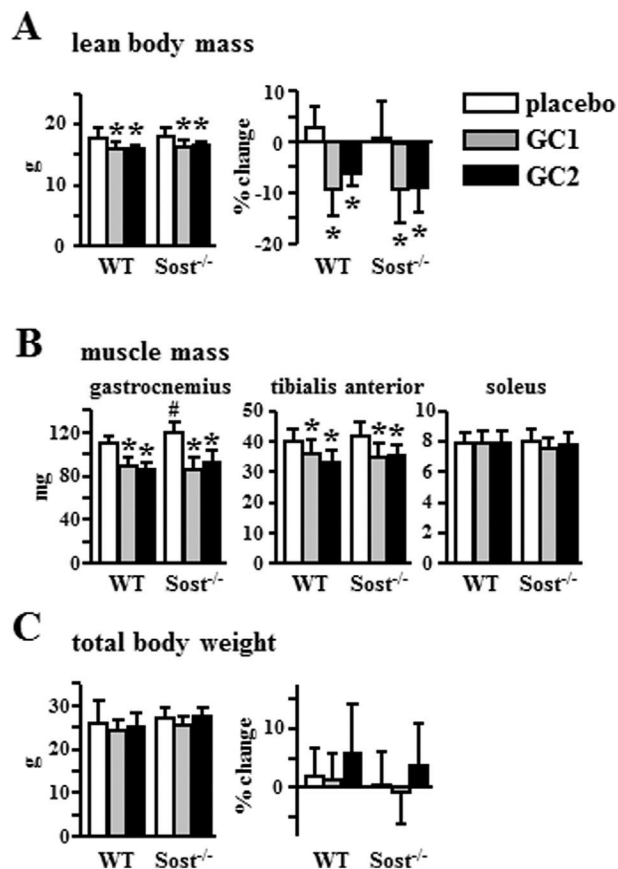 A lean body mass
20
15
0
g
** **
WT Sost-/-
10
0
-10
-20
% change
* * * *
WT Sost-/-
placebo
GC1
GC2
B muscle mass
gastrocnemius tibialis anterior soleus
120
80
40
0
mg
* * # * *
WT Sost-/-
50
40
30
20
10
0
* * **
WT Sost-/-
8
6
4
2
0
WT Sost-/-
C total body weight
30
25
20
0
g
WT Sost-/-
10
0
% change
WT Sost-/-